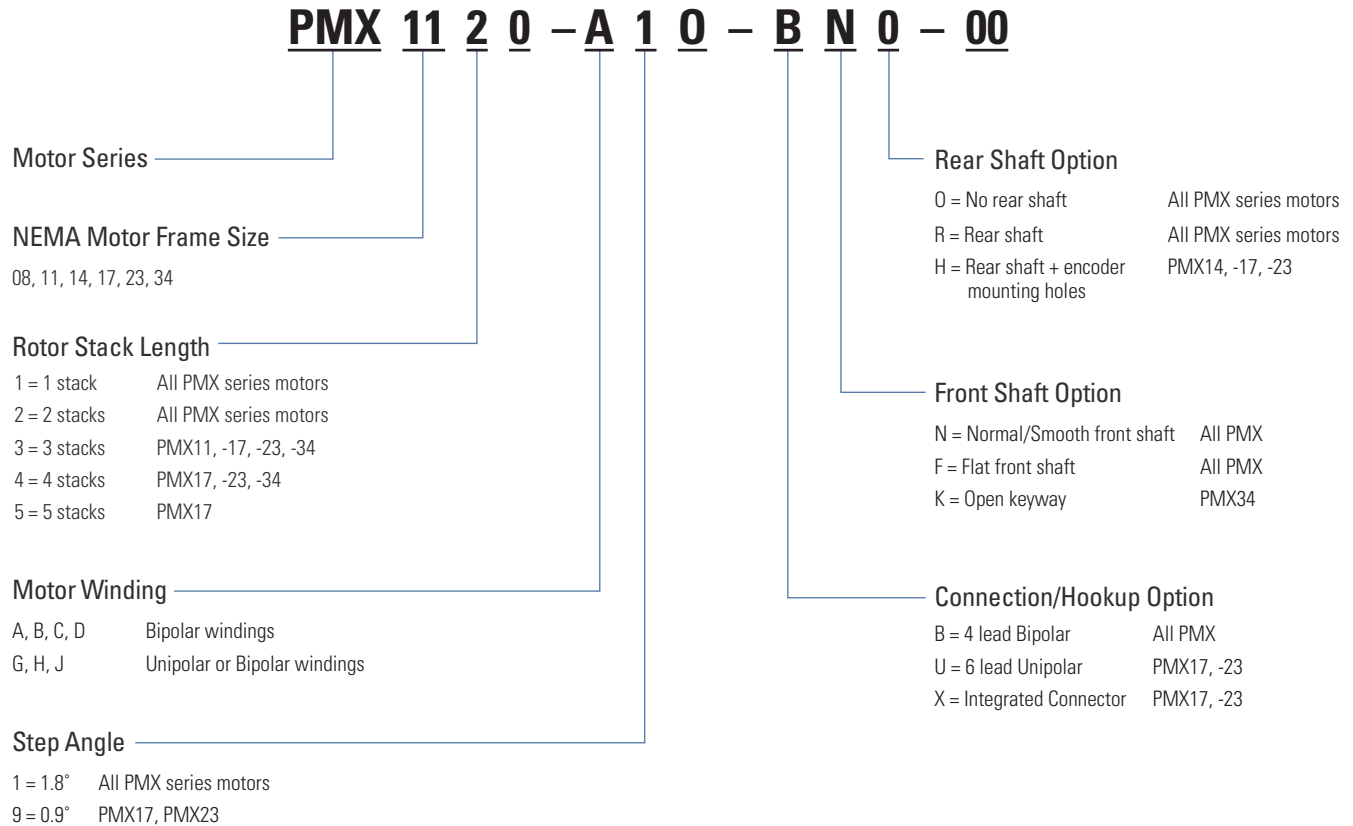 PMX 11 2 0 – A 1 0 – B N 0 – 00
Motor Series
NEMA Motor Frame Size
08, 11, 14, 17, 23, 34
Rotor Stack Length
1 = 1 stack All PMX series motors
2 = 2 stacks All PMX series motors
3 = 3 stacks PMX11, -17, -23, -34
4 = 4 stacks PMX17, -23, -34
5 = 5 stacks PMX17
Motor Winding
A, B, C, D Bipolar windings
G, H, J Unipolar or Bipolar windings
Step Angle
1 = 1.8˚ All PMX series motors
9 = 0.9˚ PMX17, PMX23
Rear Shaft Option
0 = No rear shaft All PMX series motors
R = Rear shaft All PMX series motors
H = Rear shaft + encoder PMX14, -17, -23
mounting holes
Front Shaft Option
N = Normal/Smooth front shaft All PMX
F = Flat front shaft All PMX
K = Open keyway PMX34
Connection/Hookup Option
B = 4 lead Bipolar All PMX
U = 6 lead Unipolar PMX17, -23
X = Integrated Connector PMX17, -23